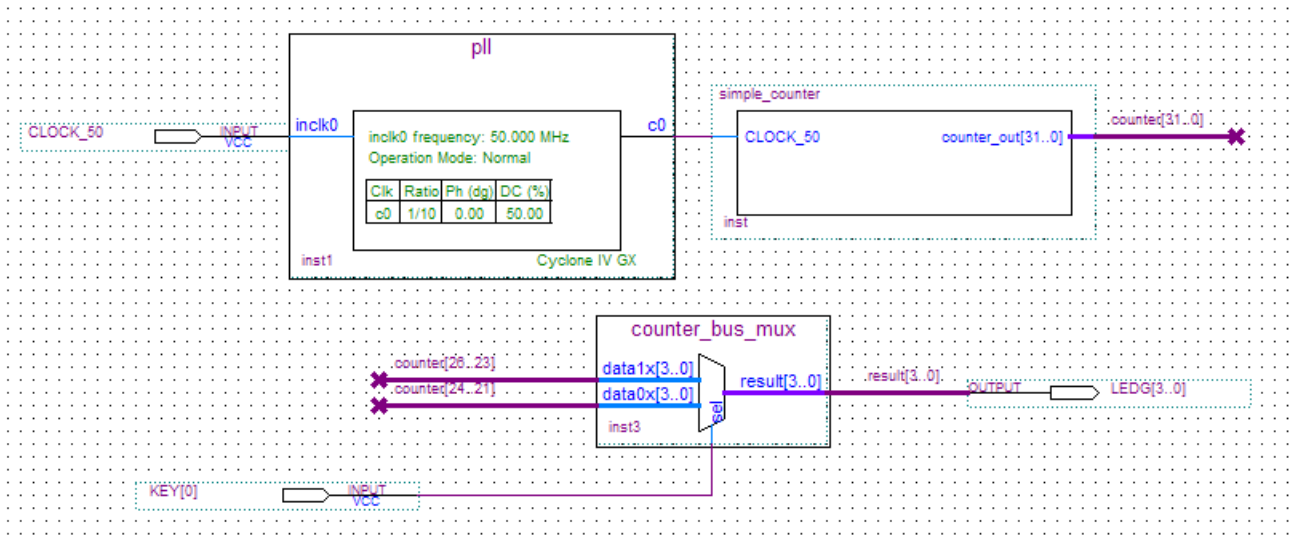 pll
CLOCK_50
INPUT
VCC
inclk0
inclk0 frequency: 50.000 MHz
Operation Mode: Normal
Clk Ratio Ph (dg) DC (%)
c0 1/10 0.00 50.00
c0
inst1
Cyclone IV GX
simple_counter
CLOCK_50
counter_out[31..0]
counter[31..0]
inst
counter_bus_mux
counter[26..23]
data1x[3..0]
counter[24..21]
data0x[3..0]
sel
result[3..0]
inst3
result[3..0]
OUTPUT
LEDG[3..0]
KEY[0]
INPUT
VCC